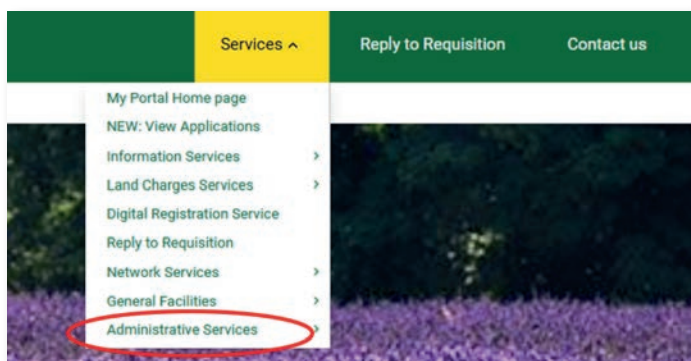 Services Reply to Requisition Contact us
My Portal Home page
NEW: View Applications
Information Services
Land Charges Services
Digital Registration Service
Reply to Requisition
Network Services
General Facilities
Administrative Services